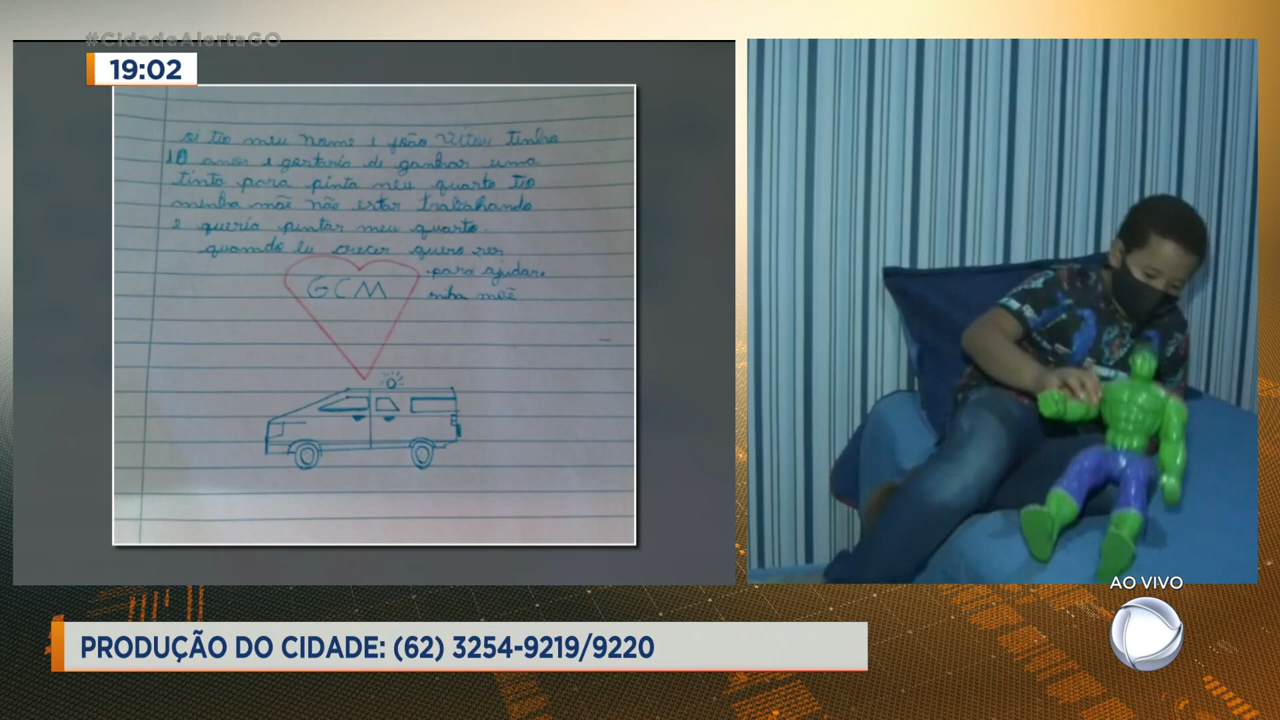 #CidadeAlertaGO
19:02
oi tio meu nome e João Vitor tenho
10 anos e gostaria de ganhar uma
tinta para pinta meu quarto tio
minha mãe não estar trabalhando
e queria pintar meu quarto
quando eu crecer quero ser
para ajudar.
GCM
minha mãe
AO VIVO
PRODUÇÃO DO CIDADE: (62) 3254-9219/9220